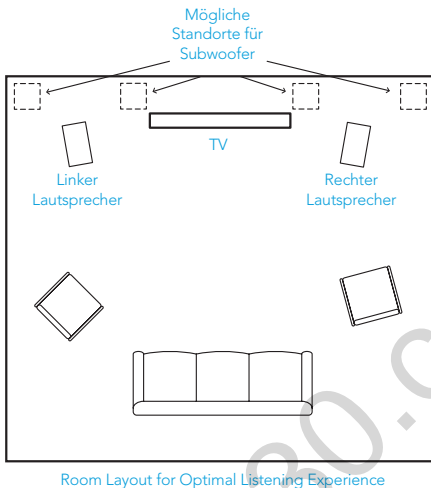 Mögliche
Standorte für
Subwoofer
TV
Linker
Lautsprecher
Rechter
Lautsprecher
Room Layout for Optimal Listening Experience